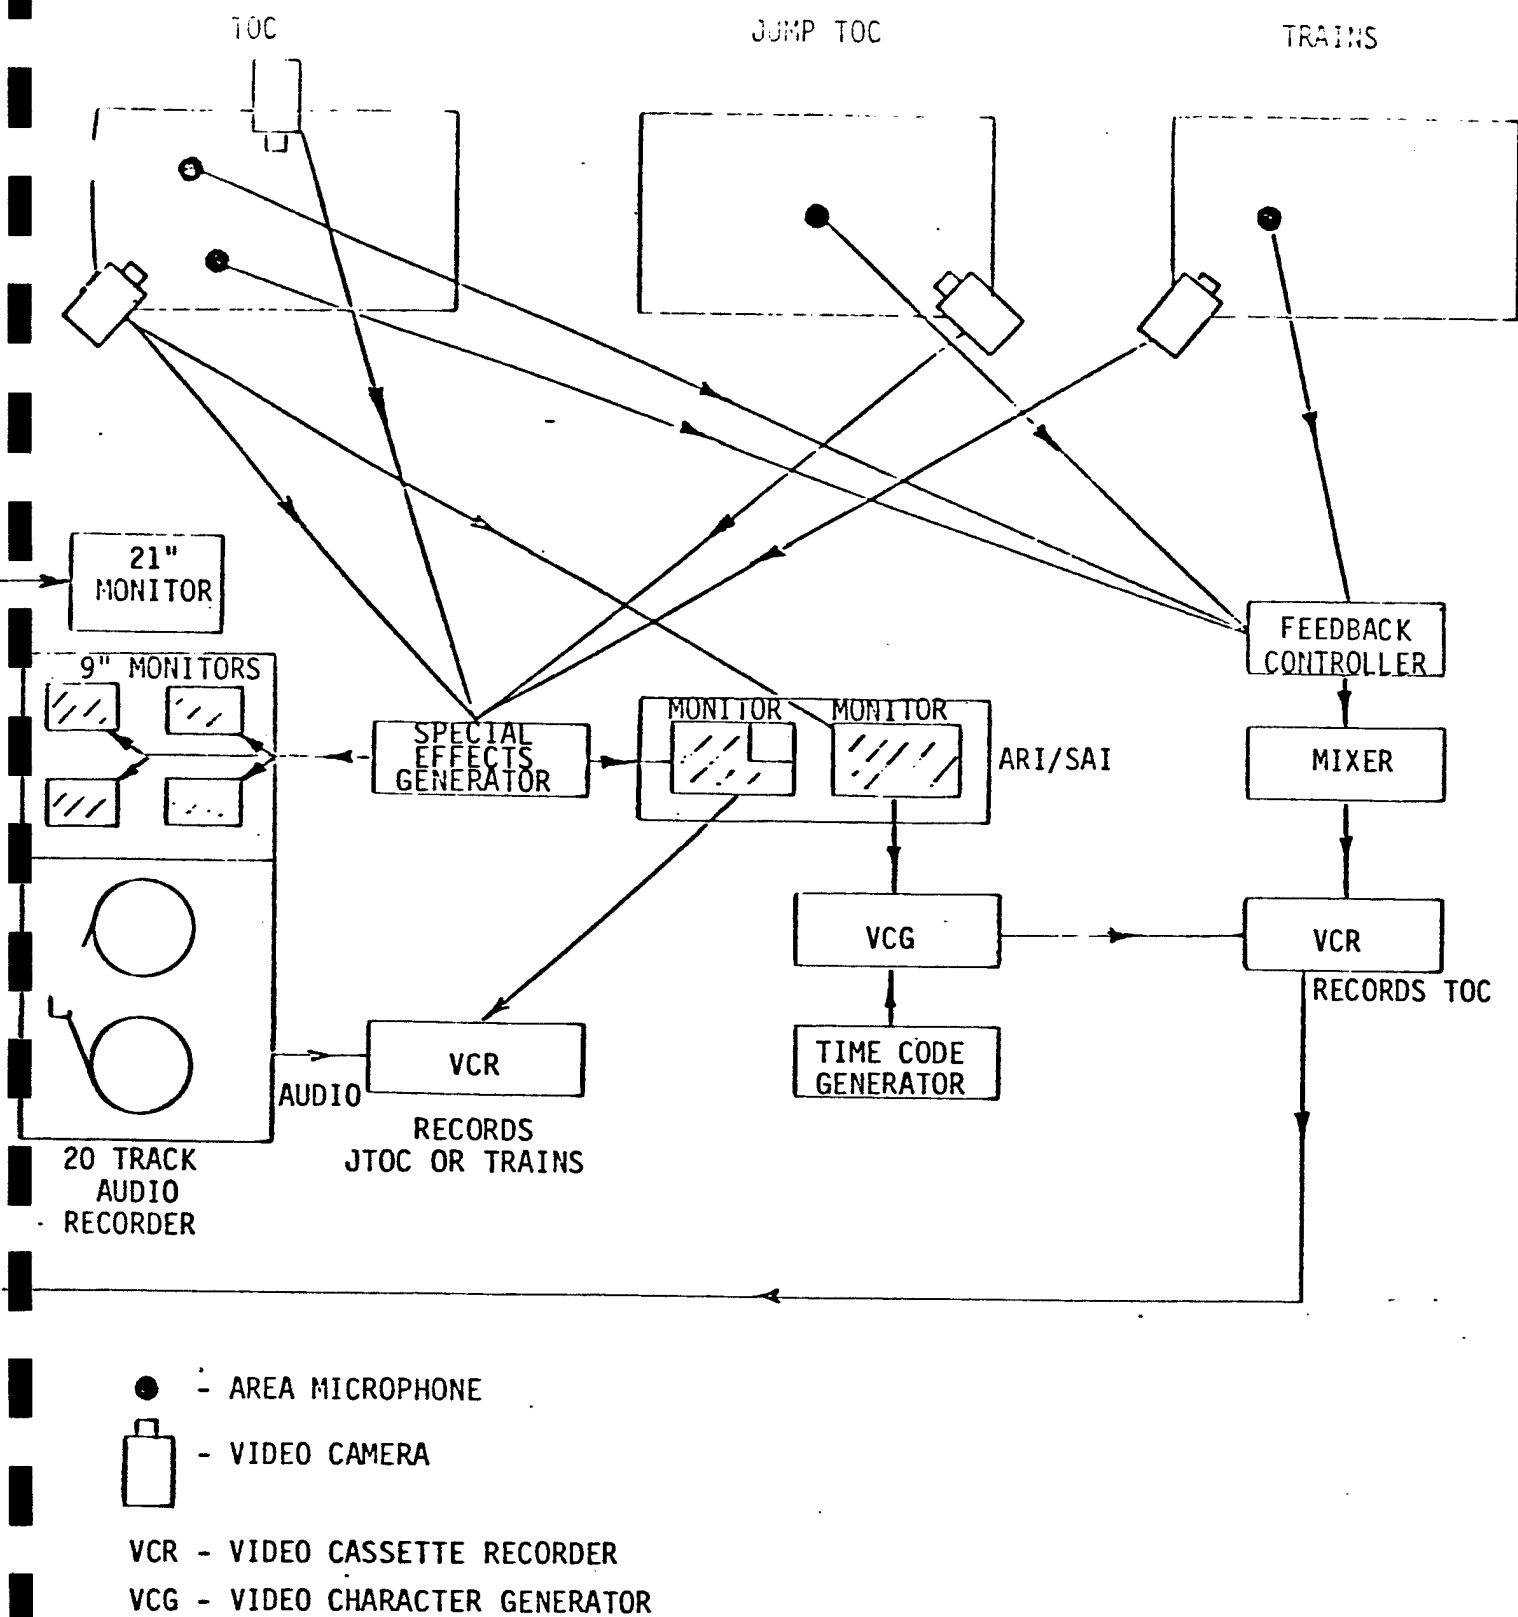 TOC
JUMP TOC
TRAINS
21"
MONITOR
9" MONITORS
FEEDBACK
CONTROLLER
SPECIAL
EFFECTS
GENERATOR
MONITOR
MONITOR
ARI/SAI
MIXER
VCG
VCR
RECORDS TOC
TIME CODE
GENERATOR
VCR
AUDIO
RECORDS
JTOC OR TRAINS
20 TRACK
AUDIO
RECORDER
- AREA MICROPHONE
- VIDEO CAMERA
VCR - VIDEO CASSETTE RECORDER
VCG - VIDEO CHARACTER GENERATOR